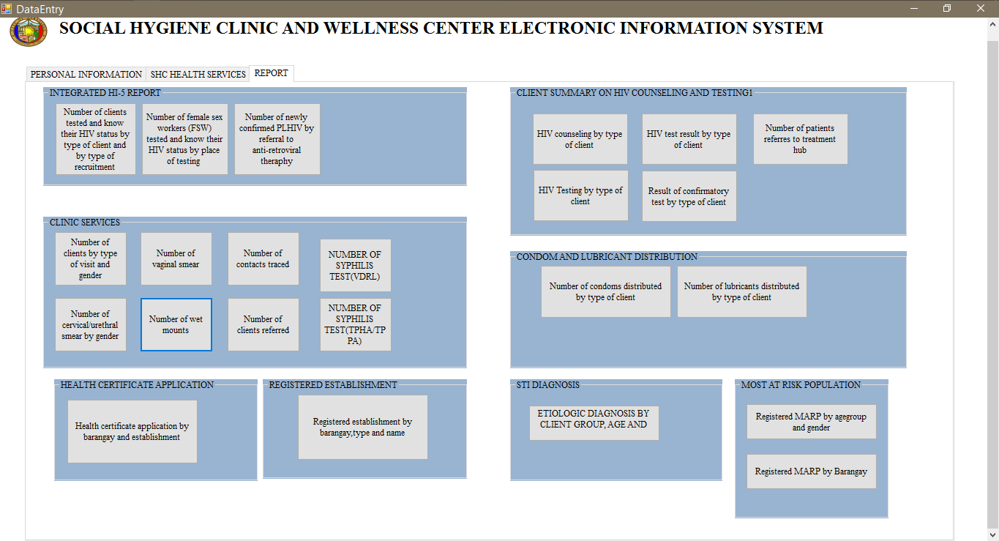 DataEntry
SOCIAL HYGIENE CLINIC AND WELLNESS CENTER ELECTRONIC INFORMATION SYSTEM
PERSONAL INFORMATION
SHC HEALTH SERVICES
REPORT
INTEGRATED HI-5 REPORT
Number of clients
tested and know
their HIV status by
type of client and
by type of
recruitment
Number of female sex
workers (FSW)
tested and know their
HIV status by place
of testing
Number of newly
confirmed PLHIV by
referral to
anti-retroviral
theraphy
CLIENT SUMMARY ON HIV COUNSELING AND TESTING1
HIV counseling by type
of client
HIV test result by type
of client
Number of patients
referres to treatment
hub
HIV Testing by type of
client
Result of confirmatory
test by type of client
CLINIC SERVICES
Number of
clients by type
of visit and
gender
Number of
vaginal smear
Number of
contacts traced
NUMBER OF
SYPHILIS
TEST(VDRL)
Number of
cervical/urethral
smear by gender
Number of wet
mounts
Number of
clients referred
NUMBER OF
SYPHILIS
TEST(TPHA/TP
PA)
CONDOM AND LUBRICANT DISTRIBUTION
Number of condoms distributed
by type of client
Number of lubricants distributed
by type of client
HEALTH CERTIFICATE APPLICATION
Health certificate application by
barangay and establishment
REGISTERED ESTABLISHMENT
Registered establishment by
barangay,type and name
STI DIAGNOSIS
ETIOLOGIC DIAGNOSIS BY
CLIENT GROUP, AGE AND
MOST AT RISK POPULATION
Registered MARP by agegroup
and gender
Registered MARP by Barangay